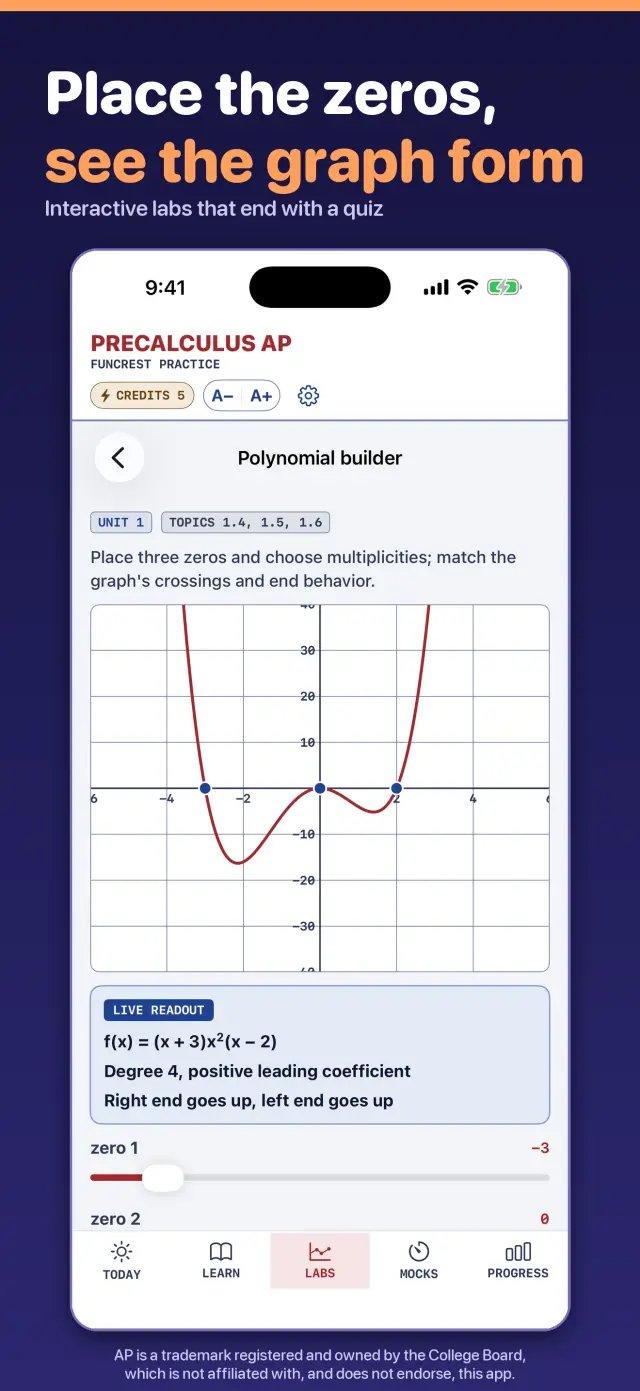 Place the zeros,
see the graph form
Interactive labs that end with a quiz
9:41
PRECALCULUS AP
FUNCREST PRACTICE
CREDITS 5 A− A+
Polynomial builder
UNIT 1 TOPICS 1.4, 1.5, 1.6
Place three zeros and choose multiplicities; match the
graph's crossings and end behavior.
40
30
20
10
6 −4 −2 2 4 6
−10
−20
−30
LIVE READOUT
f(x) = (x + 3)x²(x − 2)
Degree 4, positive leading coefficient
Right end goes up, left end goes up
zero 1 −3
zero 2 0
TODAY LEARN LABS MOCKS PROGRESS
AP is a trademark registered and owned by the College Board,
which is not affiliated with, and does not endorse, this app.